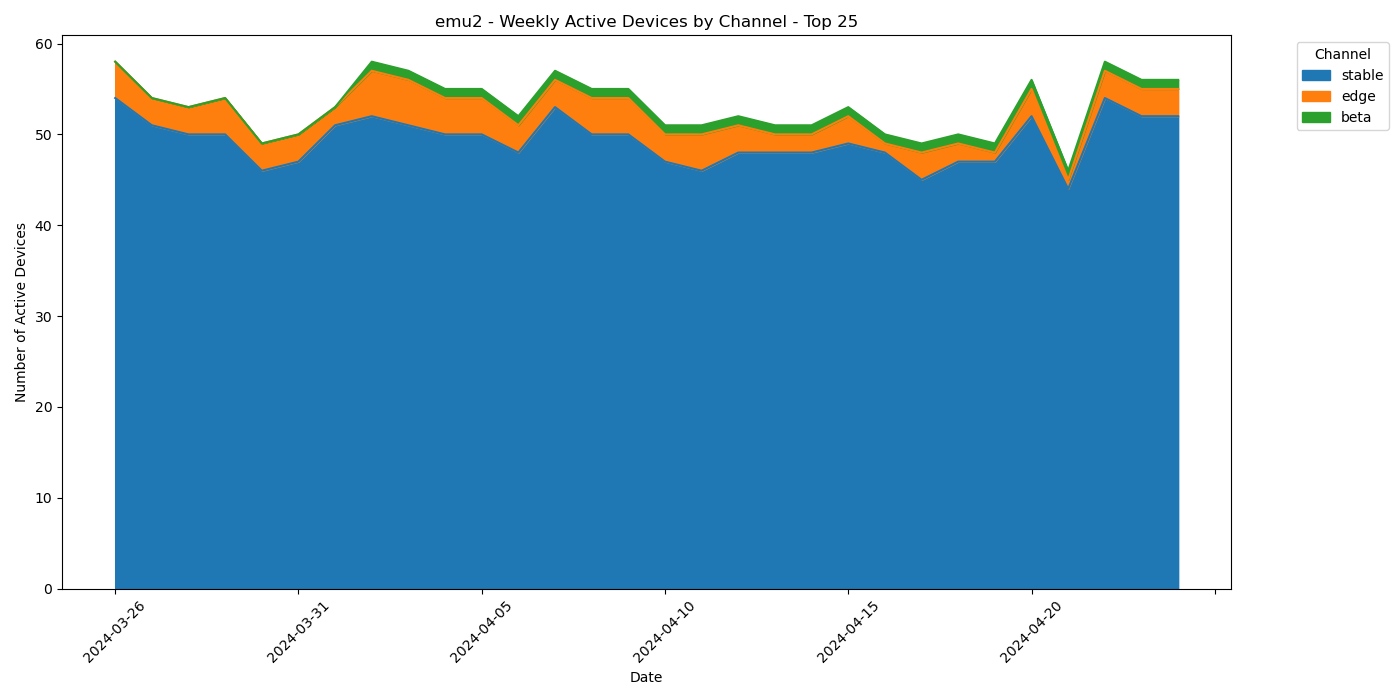 emu2 - Weekly Active Devices by Channel - Top 25
60
50
40
30
20
10
0
Number of Active Devices
2024-03-26
2024-03-31
2024-04-05
2024-04-10
2024-04-15
2024-04-20
Date
Channel
stable
edge
beta